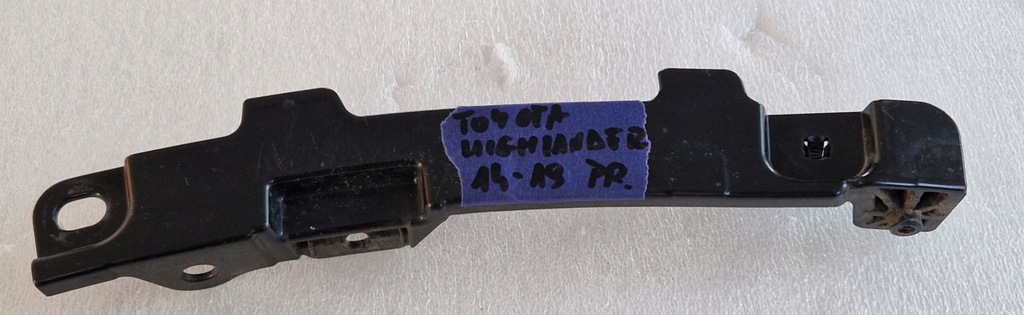 TOYOTA
HIGHLANDER
14-19 PR.